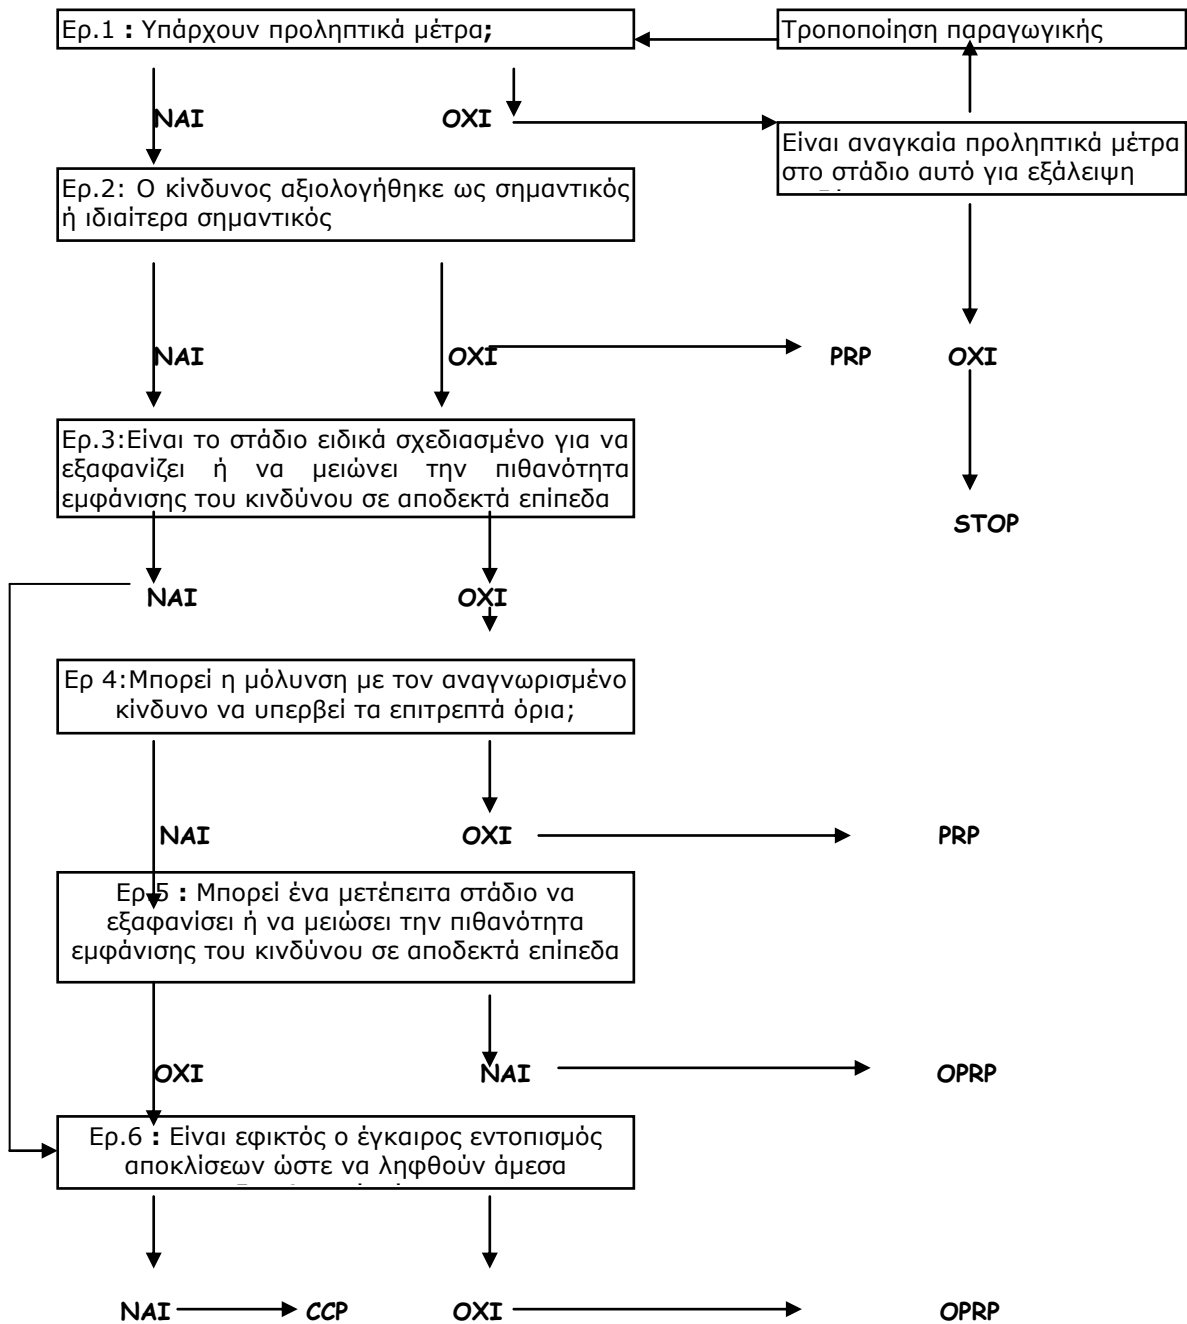 Ερ.1 : Υπάρχουν προληπτικά μέτρα;
Τροποποίηση παραγωγικής
ΝΑΙ
ΟΧΙ
Είναι αναγκαία προληπτικά μέτρα
στο στάδιο αυτό για εξάλειψη
Ερ.2: Ο κίνδυνος αξιολογήθηκε ως σημαντικός
ή ιδιαίτερα σημαντικός
ΝΑΙ
ΟΧΙ
PRP
ΟΧΙ
Ερ.3:Είναι το στάδιο ειδικά σχεδιασμένο για να
εξαφανίζει ή να μειώνει την πιθανότητα
εμφάνισης του κινδύνου σε αποδεκτά επίπεδα
STOP
ΝΑΙ
ΟΧΙ
Ερ 4:Μπορεί η μόλυνση με τον αναγνωρισμένο
κίνδυνο να υπερβεί τα επιτρεπτά όρια;
ΝΑΙ
ΟΧΙ
PRP
Ερ.5 : Μπορεί ένα μετέπειτα στάδιο να
εξαφανίσει ή να μειώσει την πιθανότητα
εμφάνισης του κινδύνου σε αποδεκτά επίπεδα
ΟΧΙ
ΝΑΙ
OPRP
Ερ.6 : Είναι εφικτός ο έγκαιρος εντοπισμός
αποκλίσεων ώστε να ληφθούν άμεσα
ΝΑΙ
CCP
ΟΧΙ
OPRP